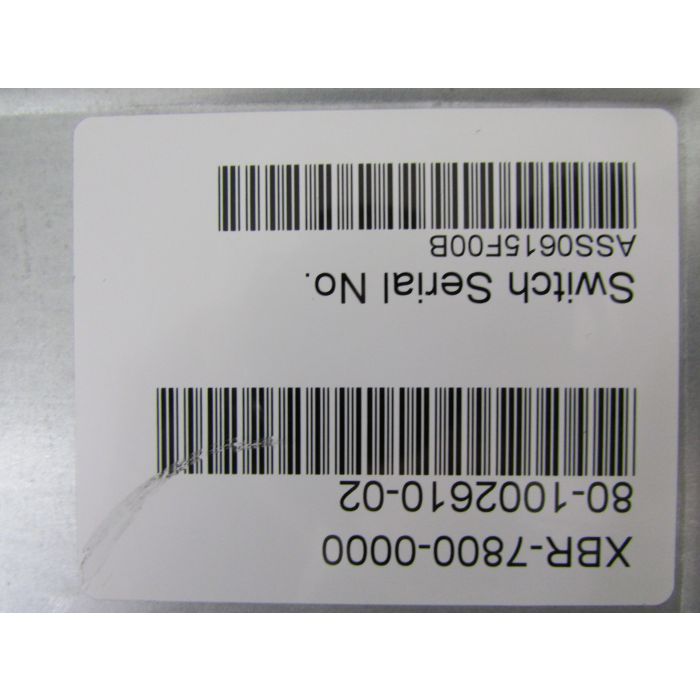 XBR-7800-0000
80-1002610-02
Switch Serial No.
ASS0615F00B